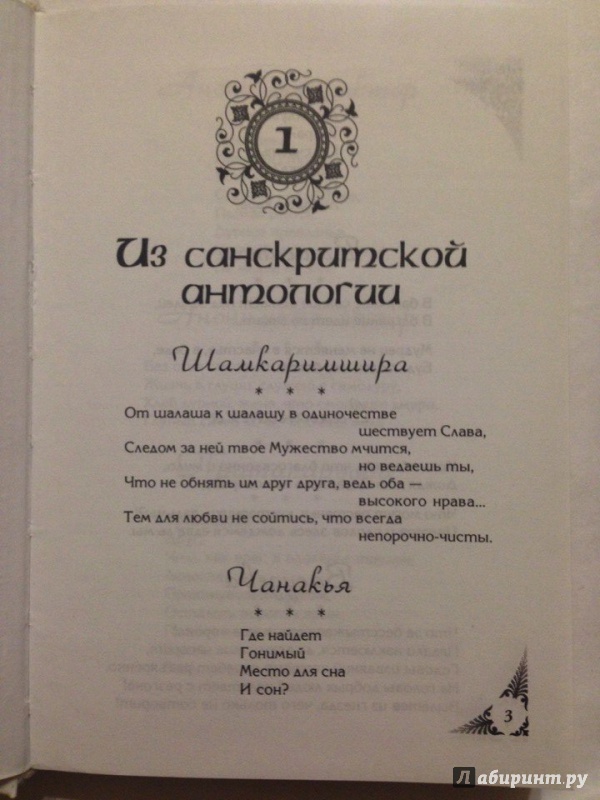 1
Из санскритской
антологии
Шамкаримшира
* * *
От шалаша к шалашу в одиночестве
шествует Слава,
Следом за ней твое Мужество мчится,
но ведаешь ты,
Что не обнять им друг друга, ведь оба —
высокого нрава...
Тем для любви не сойтись, что всегда
непорочно-чисты.
Чанакья
* * *
Где найдет
Гонимый
Место для сна
И сон?
3
Лабиринт.ру